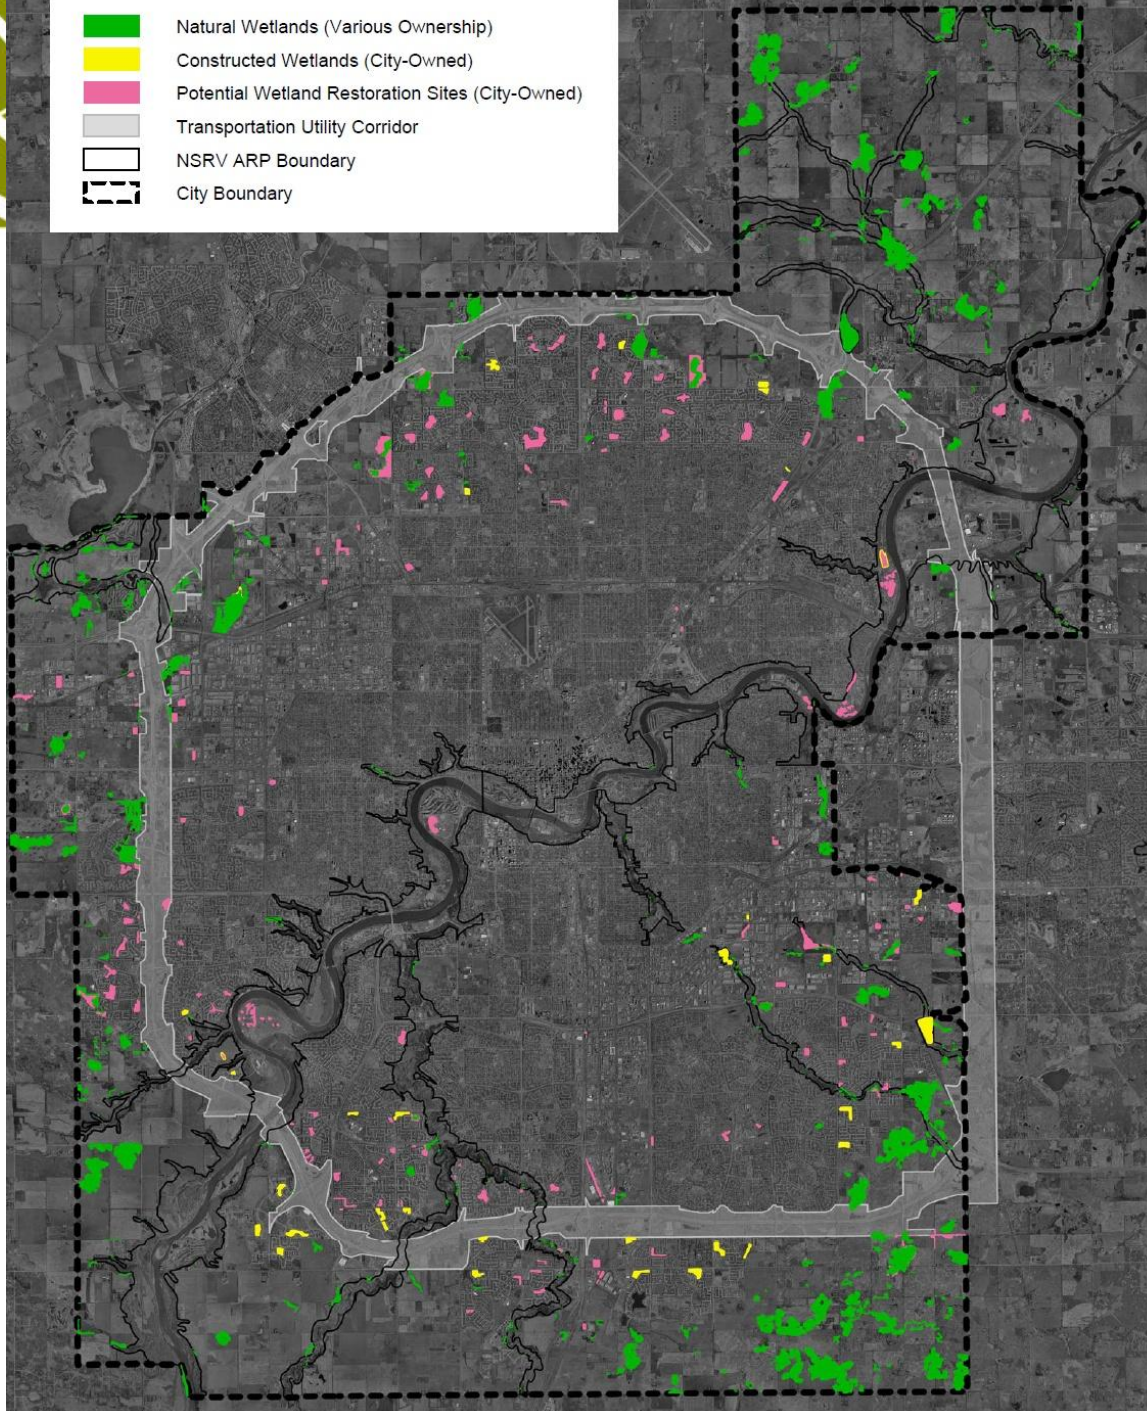 Natural Wetlands (Various Ownership)
Constructed Wetlands (City-Owned)
Potential Wetland Restoration Sites (City-Owned)
Transportation Utility Corridor
NSRV ARP Boundary
City Boundary